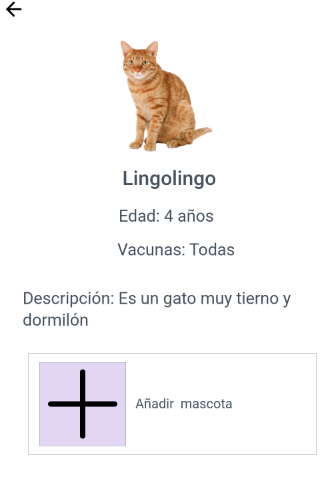 Lingolingo
Edad: 4 años
Vacunas: Todas
Descripción: Es un gato muy tierno y
dormilón
Añadir mascota